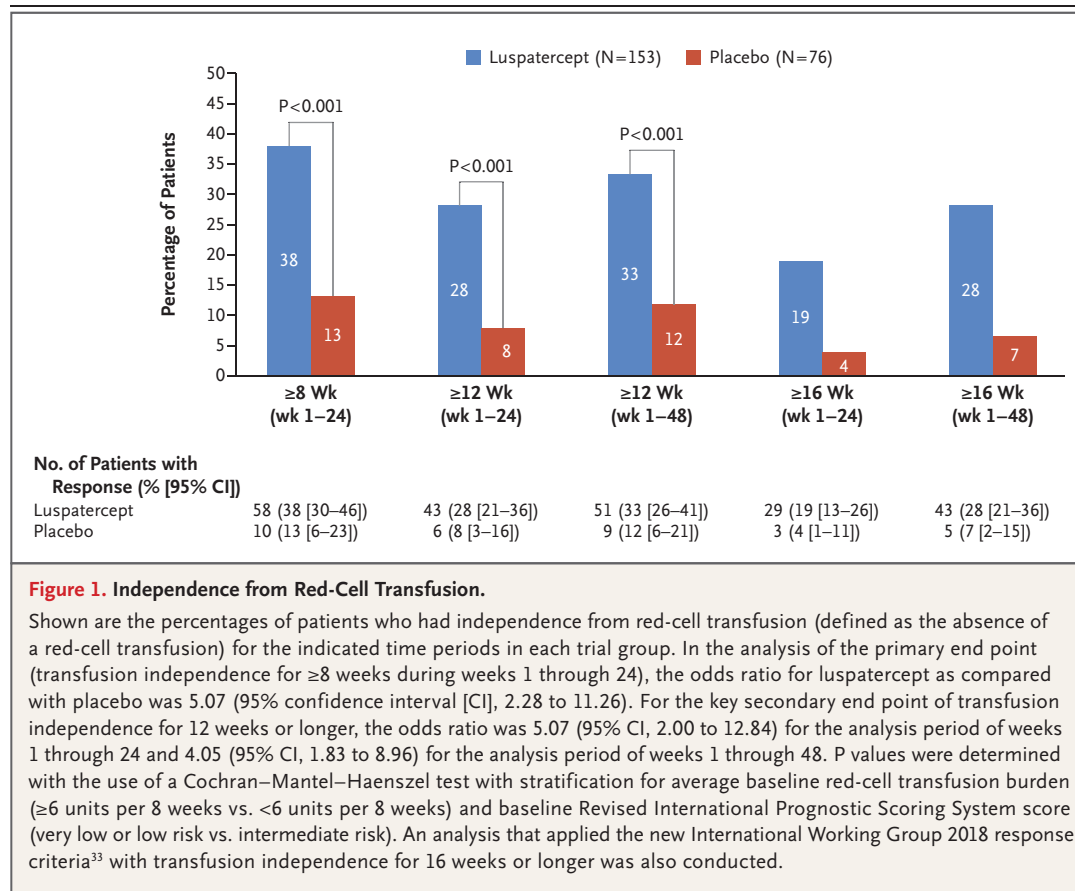 Luspatercept (N=153) Placebo (N=76)
Percentage of Patients
50
45
40
35
30
25
20
15
10
5
0
P<0.001
P<0.001
P<0.001
38
13
28
8
33
12
19
4
28
7
≥8 Wk
(wk 1–24)
≥12 Wk
(wk 1–24)
≥12 Wk
(wk 1–48)
≥16 Wk
(wk 1–24)
≥16 Wk
(wk 1–48)
No. of Patients with
Response (% [95% CI])
Luspatercept 58 (38 [30–46]) 43 (28 [21–36]) 51 (33 [26–41]) 29 (19 [13–26]) 43 (28 [21–36])
Placebo 10 (13 [6–23]) 6 (8 [3–16]) 9 (12 [6–21]) 3 (4 [1–11]) 5 (7 [2–15])
Figure 1. Independence from Red-Cell Transfusion.
Shown are the percentages of patients who had independence from red-cell transfusion (defined as the absence of
a red-cell transfusion) for the indicated time periods in each trial group. In the analysis of the primary end point
(transfusion independence for ≥8 weeks during weeks 1 through 24), the odds ratio for luspatercept as compared
with placebo was 5.07 (95% confidence interval [CI], 2.28 to 11.26). For the key secondary end point of transfusion
independence for 12 weeks or longer, the odds ratio was 5.07 (95% CI, 2.00 to 12.84) for the analysis period of weeks
1 through 24 and 4.05 (95% CI, 1.83 to 8.96) for the analysis period of weeks 1 through 48. P values were determined
with the use of a Cochran–Mantel–Haenszel test with stratification for average baseline red-cell transfusion burden
(≥6 units per 8 weeks vs. <6 units per 8 weeks) and baseline Revised International Prognostic Scoring System score
(very low or low risk vs. intermediate risk). An analysis that applied the new International Working Group 2018 response
criteria³³ with transfusion independence for 16 weeks or longer was also conducted.